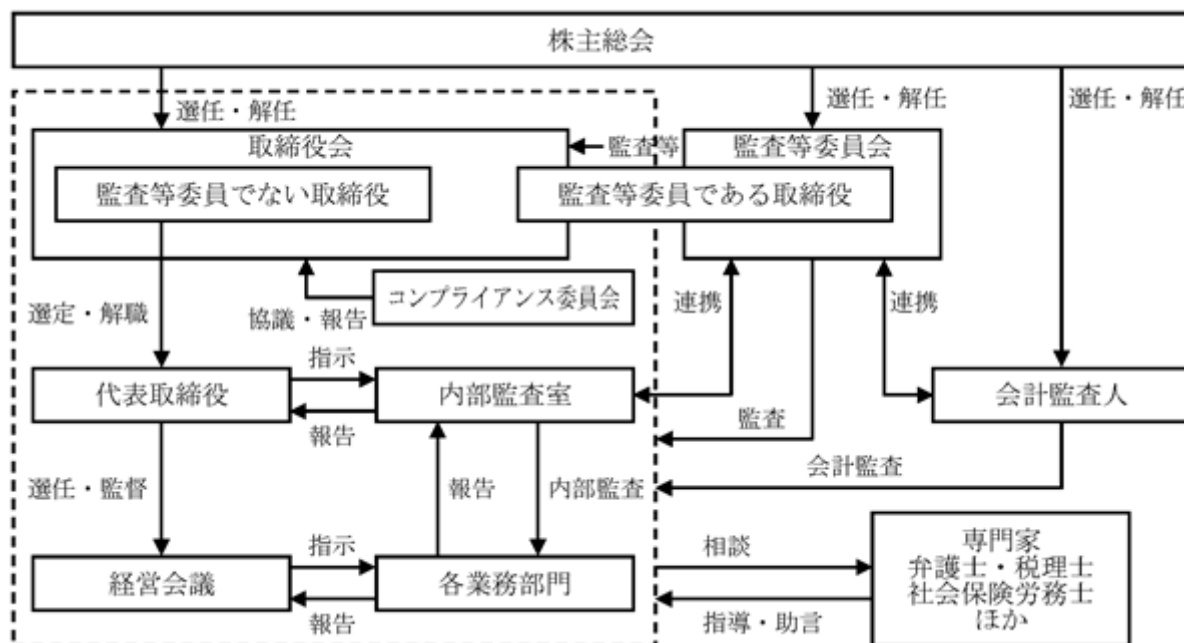 株主総会
選任・解任
選任・解任
選任・解任
取締役会
監査等
監査等委員会
監査等委員でない取締役
監査等委員である取締役
コンプライアンス委員会
選定・解職
協議・報告
連携
連携
指示
代表取締役
内部監査室
会計監査人
報告
監査
会計監査
選任・監督
報告
内部監査
指示
相談
経営会議
各業務部門
専門家
弁護士・税理士
社会保険労務士
ほか
報告
指導・助言